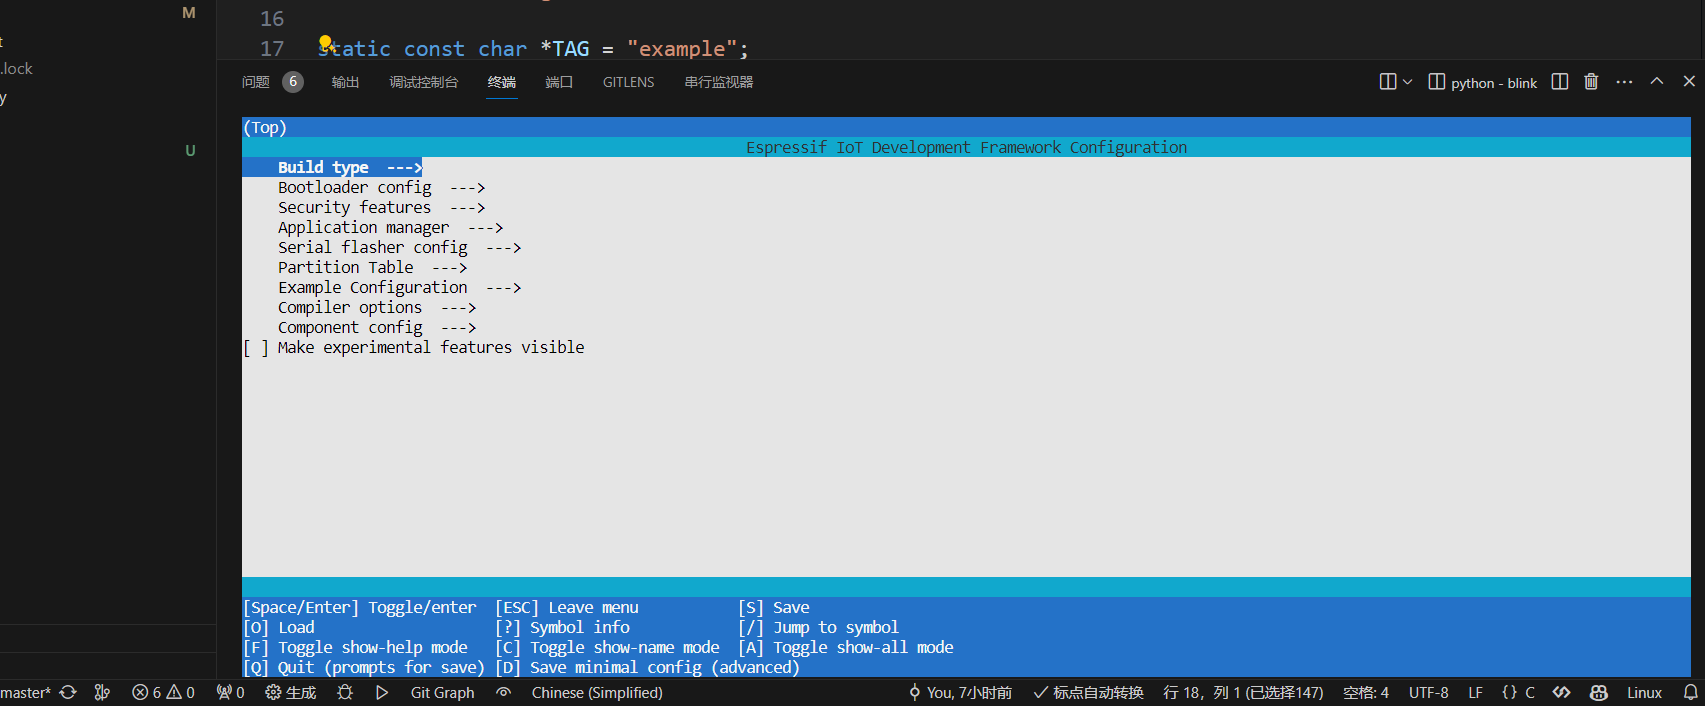 M
16
17 static const char *TAG = "example";
t
.lock
y
U
问题 6 输出 调试控制台 终端 端口 GITLENS 串行监视器 python - blink
(Top)
Espressif IoT Development Framework Configuration
Build type --->
Bootloader config --->
Security features --->
Application manager --->
Serial flasher config --->
Partition Table --->
Example Configuration --->
Compiler options --->
Component config --->
[ ] Make experimental features visible
[Space/Enter] Toggle/enter [ESC] Leave menu [S] Save
[O] Load [?] Symbol info [/] Jump to symbol
[F] Toggle show-help mode [C] Toggle show-name mode [A] Toggle show-all mode
[Q] Quit (prompts for save) [D] Save minimal config (advanced)
master* 6 0 0 生成 Git Graph Chinese (Simplified) You, 7小时前 标点自动转换 行 18，列 1 (已选择147) 空格: 4 UTF-8 LF {} C Linux